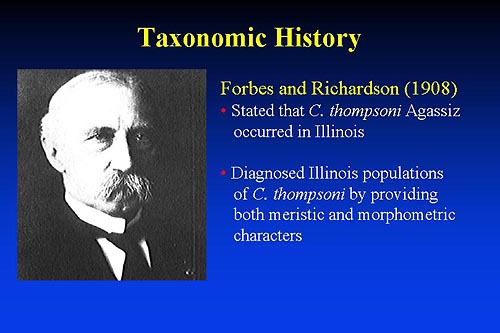 Taxonomic History
Forbes and Richardson (1908)
• Stated that C. thompsoni Agassiz
occurred in Illinois
• Diagnosed Illinois populations
of C. thompsoni by providing
both meristic and morphometric
characters